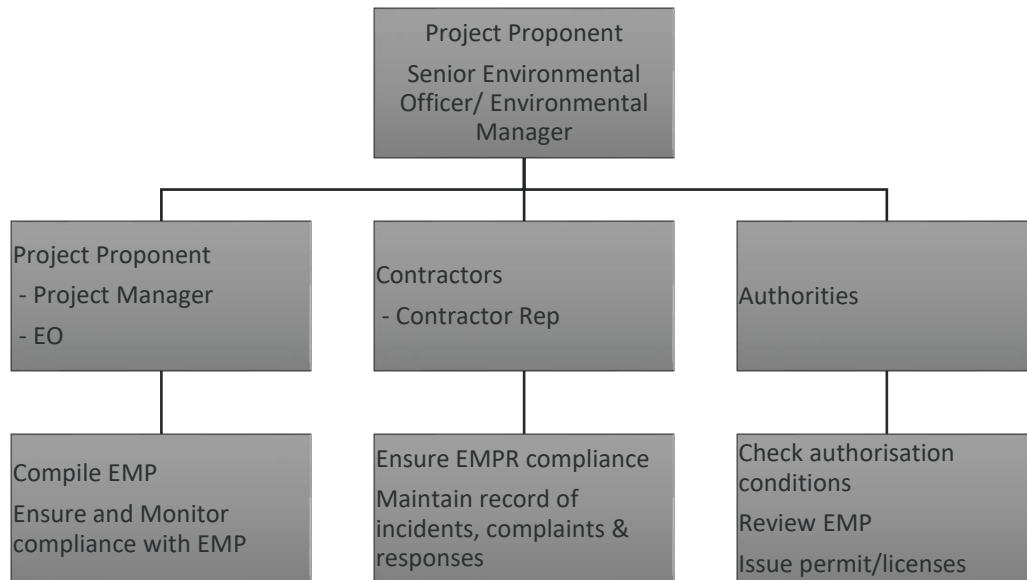 Project Proponent
Senior Environmental
Officer/ Environmental
Manager
Project Proponent
- Project Manager
- EO
Contractors
- Contractor Rep
Authorities
Compile EMP
Ensure and Monitor
compliance with EMP
Ensure EMPR compliance
Maintain record of
incidents, complaints &
responses
Check authorisation
conditions
Review EMP
Issue permit/licenses